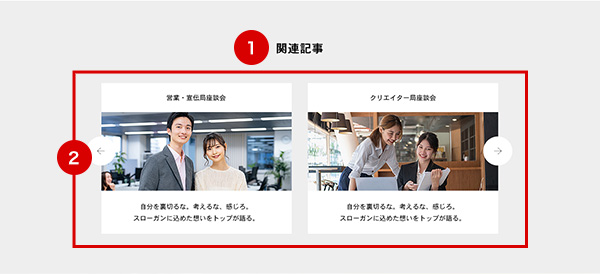 1 関連記事
2
営業・宣伝局座談会
自分を裏切るな。考えるな、感じろ。
スローガンに込めた想いをトップが語る。
クリエイター局座談会
自分を裏切るな。考えるな、感じろ。
スローガンに込めた想いをトップが語る。